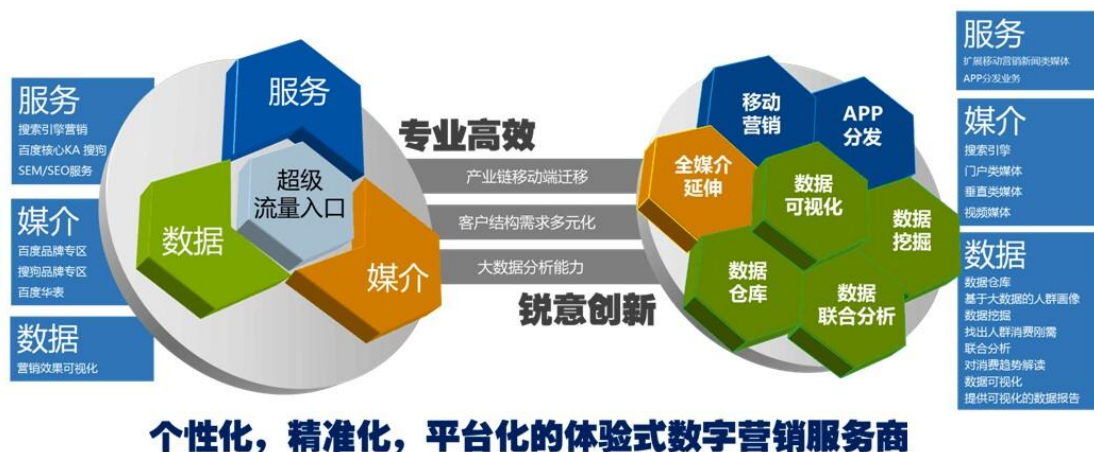 服务
搜索引擎营销
百度核心KA 搜狗
SEM/SEO服务
媒介
百度品牌专区
搜狗品牌专区
百度华表
数据
营销效果可视化
服务
超级
流量入口
数据
媒介
专业高效
产业链移动端迁移
客户结构需求多元化
大数据分析能力
锐意创新
移动
营销
APP
分发
全媒介
延伸
数据
可视化
数据
挖掘
数据
仓库
数据
联合分析
服务
扩展移动营销新闻类媒体
APP分发业务
媒介
搜索引擎
门户类媒体
垂直类媒体
视频媒体
数据
数据仓库
基于大数据的人群画像
数据挖掘
找出人群消费刚需
联合分析
对消费趋势解读
数据可视化
提供可视化的数据报告
个性化，精准化，平台化的体验式数字营销服务商